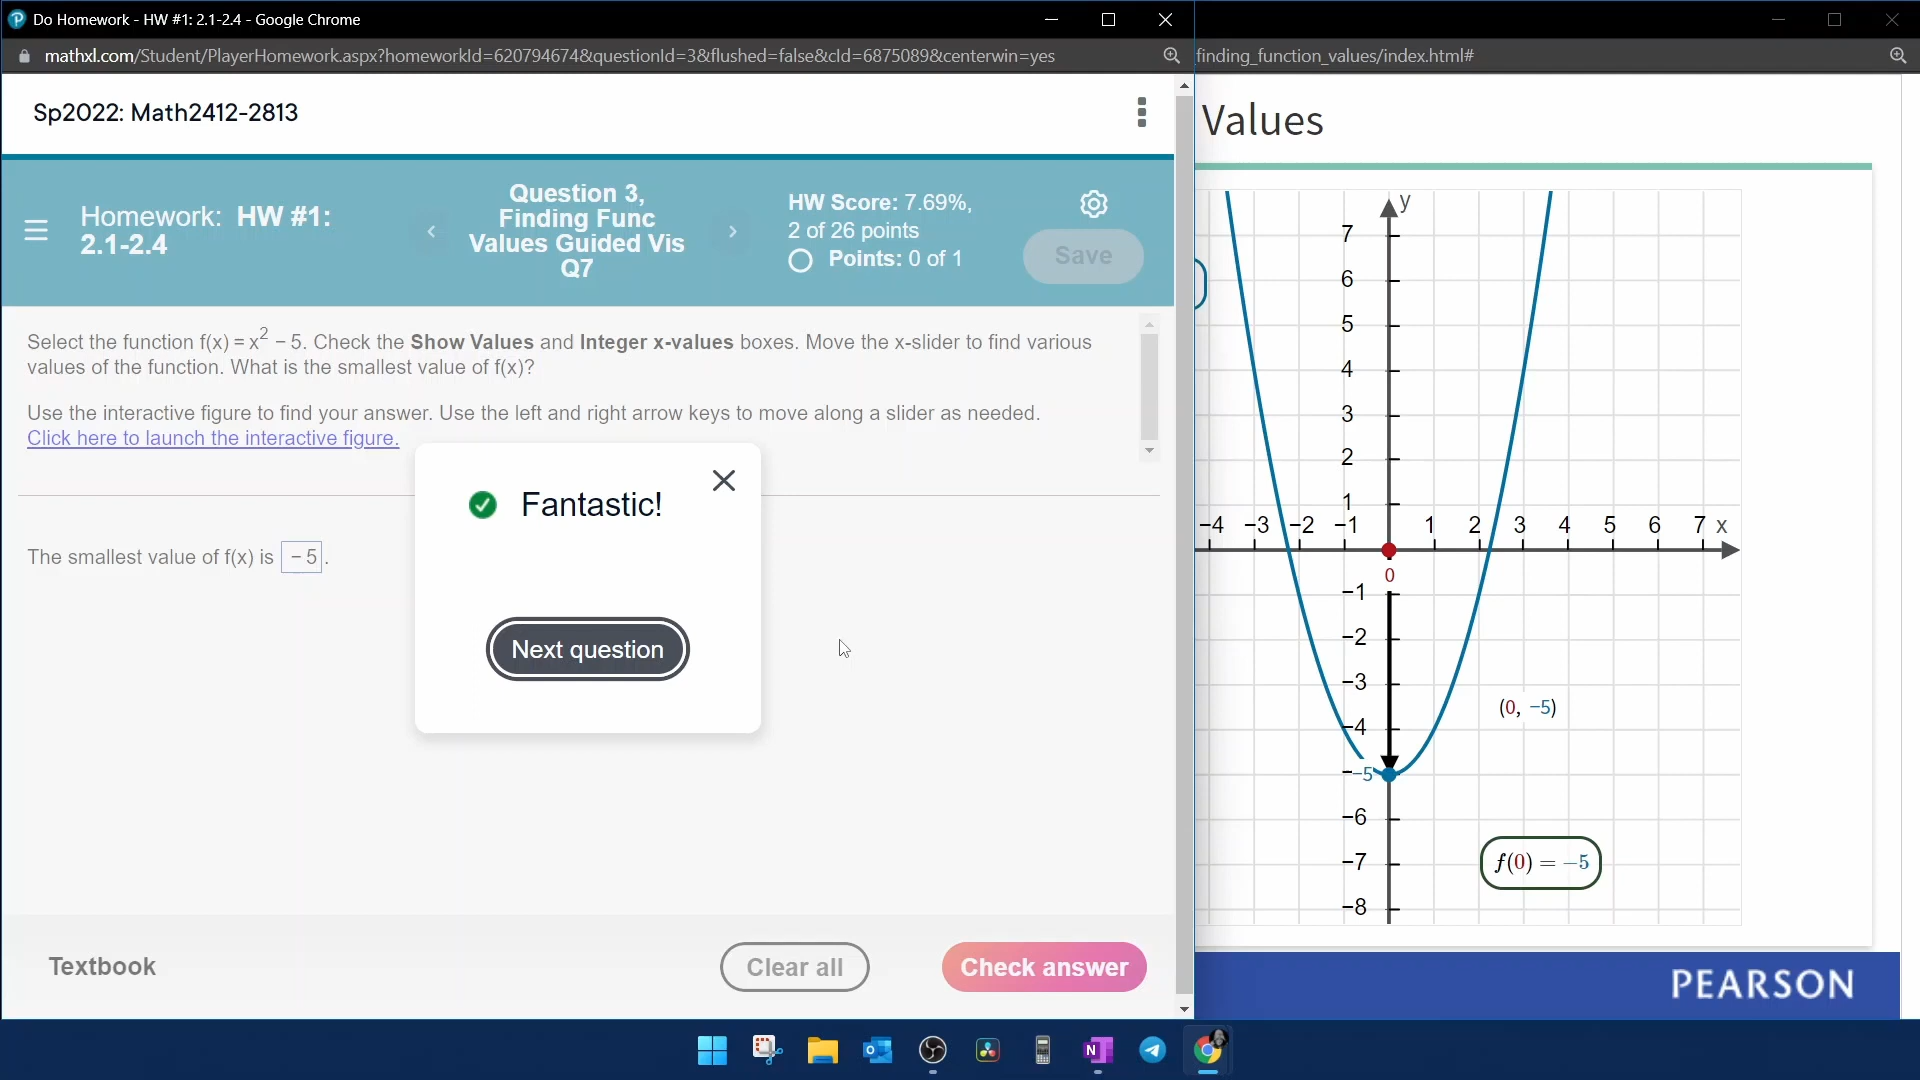 Do Homework - HW #1: 2.1-2.4 - Google Chrome
mathxl.com/Student/PlayerHomework.aspx?homeworkId=620794674&questionId=3&flushed=false&cId=6875089&centerwin=yes
finding_function_values/index.html#
Sp2022: Math2412-2813
Values
Homework: HW #1:
2.1-2.4
Question 3,
Finding Func
Values Guided Vis
Q7
HW Score: 7.69%,
2 of 26 points
Points: 0 of 1
Save
Select the function f(x) = x² − 5. Check the Show Values and Integer x-values boxes. Move the x-slider to find various
values of the function. What is the smallest value of f(x)?
Use the interactive figure to find your answer. Use the left and right arrow keys to move along a slider as needed.
Click here to launch the interactive figure.
Fantastic!
The smallest value of f(x) is − 5 .
Next question
Textbook
Clear all
Check answer
y
7
6
5
4
3
2
1
−4 −3 −2 −1 1 2 3 4 5 6 7 x
0
−1
−2
−3
−4
−5
−6
−7
−8
(0, −5)
f(0) = −5
PEARSON